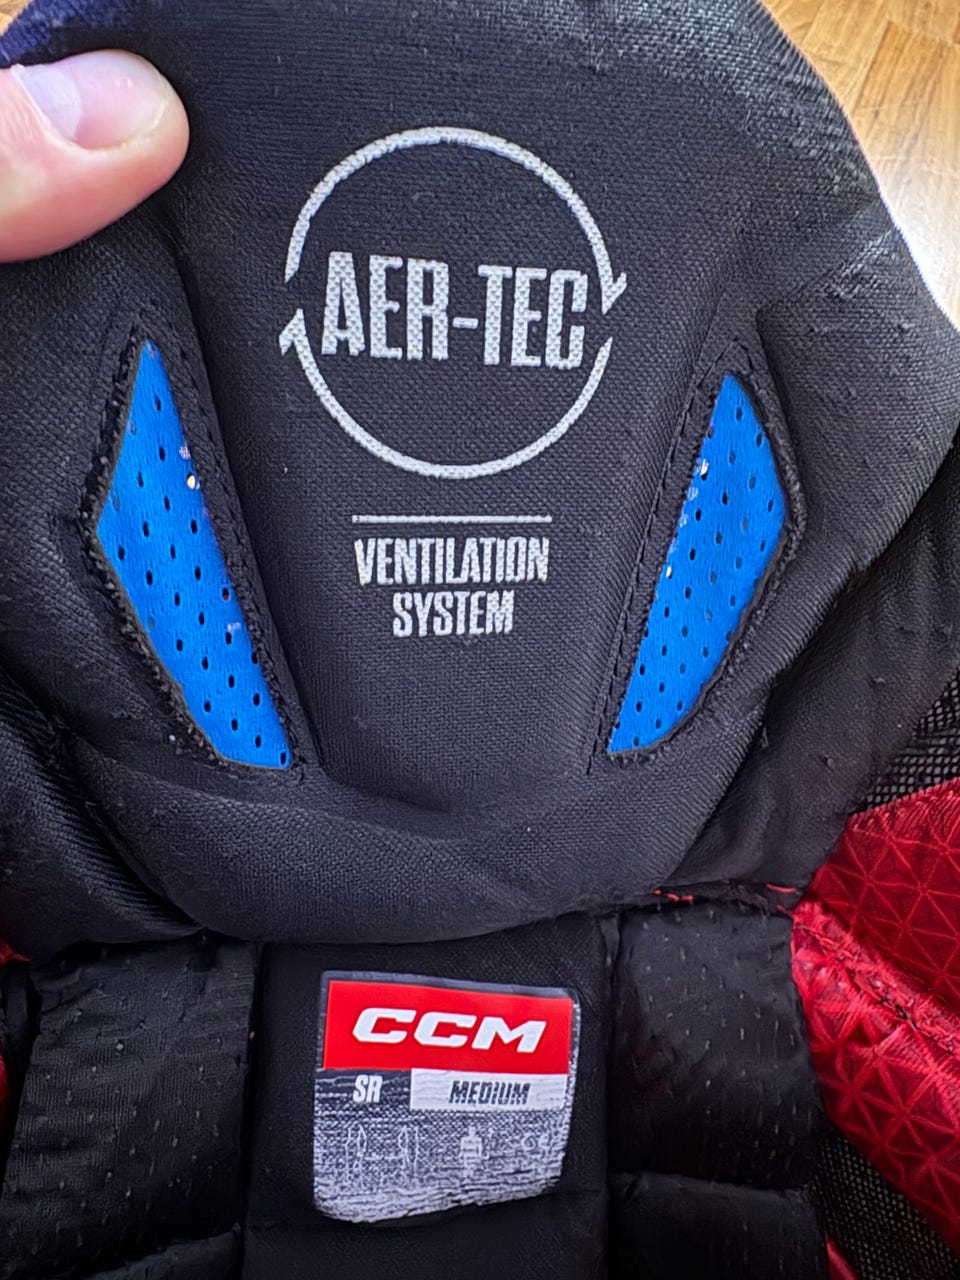 AER-TEC
VENTILATION
SYSTEM
CCM
SR MEDIUM